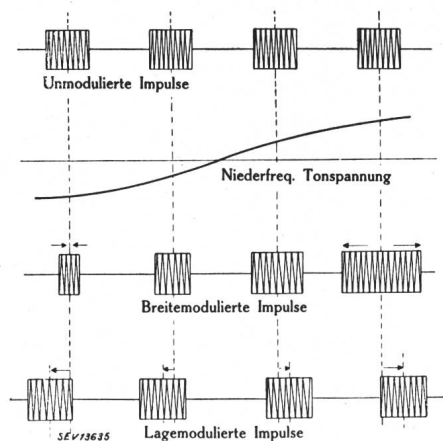 Unmodulierte Impulse
Niederfreq. Tonspannung
Breitemodulierte Impulse
SEV13635
Lagemodulierte Impulse